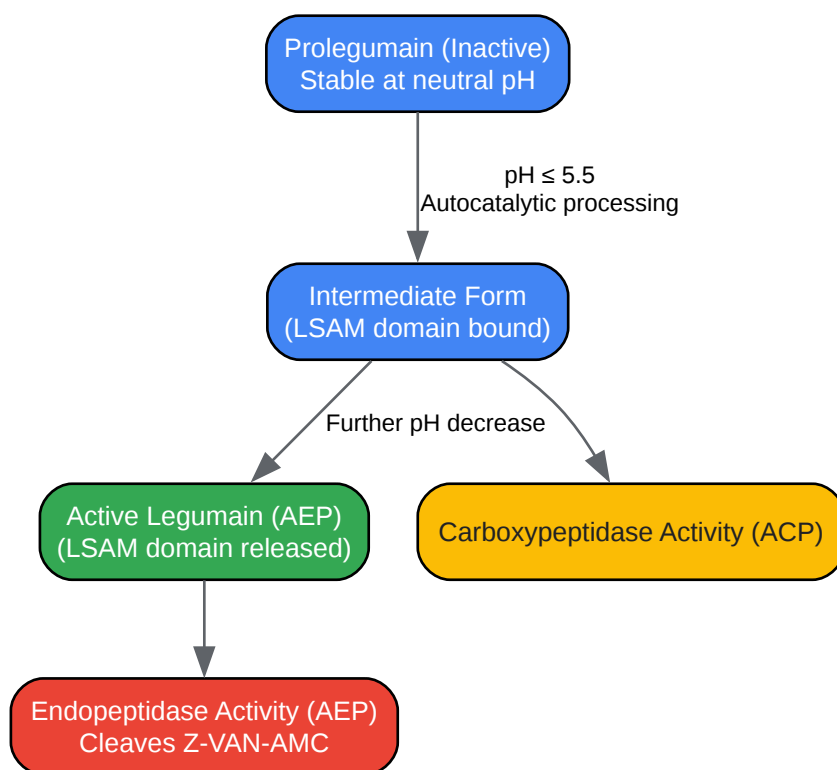 Prolegumain (Inactive)
Stable at neutral pH
pH ≤ 5.5
Autocatalytic processing
Intermediate Form
(LSAM domain bound)
Further pH decrease
Active Legumain (AEP)
(LSAM domain released)
Carboxypeptidase Activity (ACP)
Endopeptidase Activity (AEP)
Cleaves Z-VAN-AMC